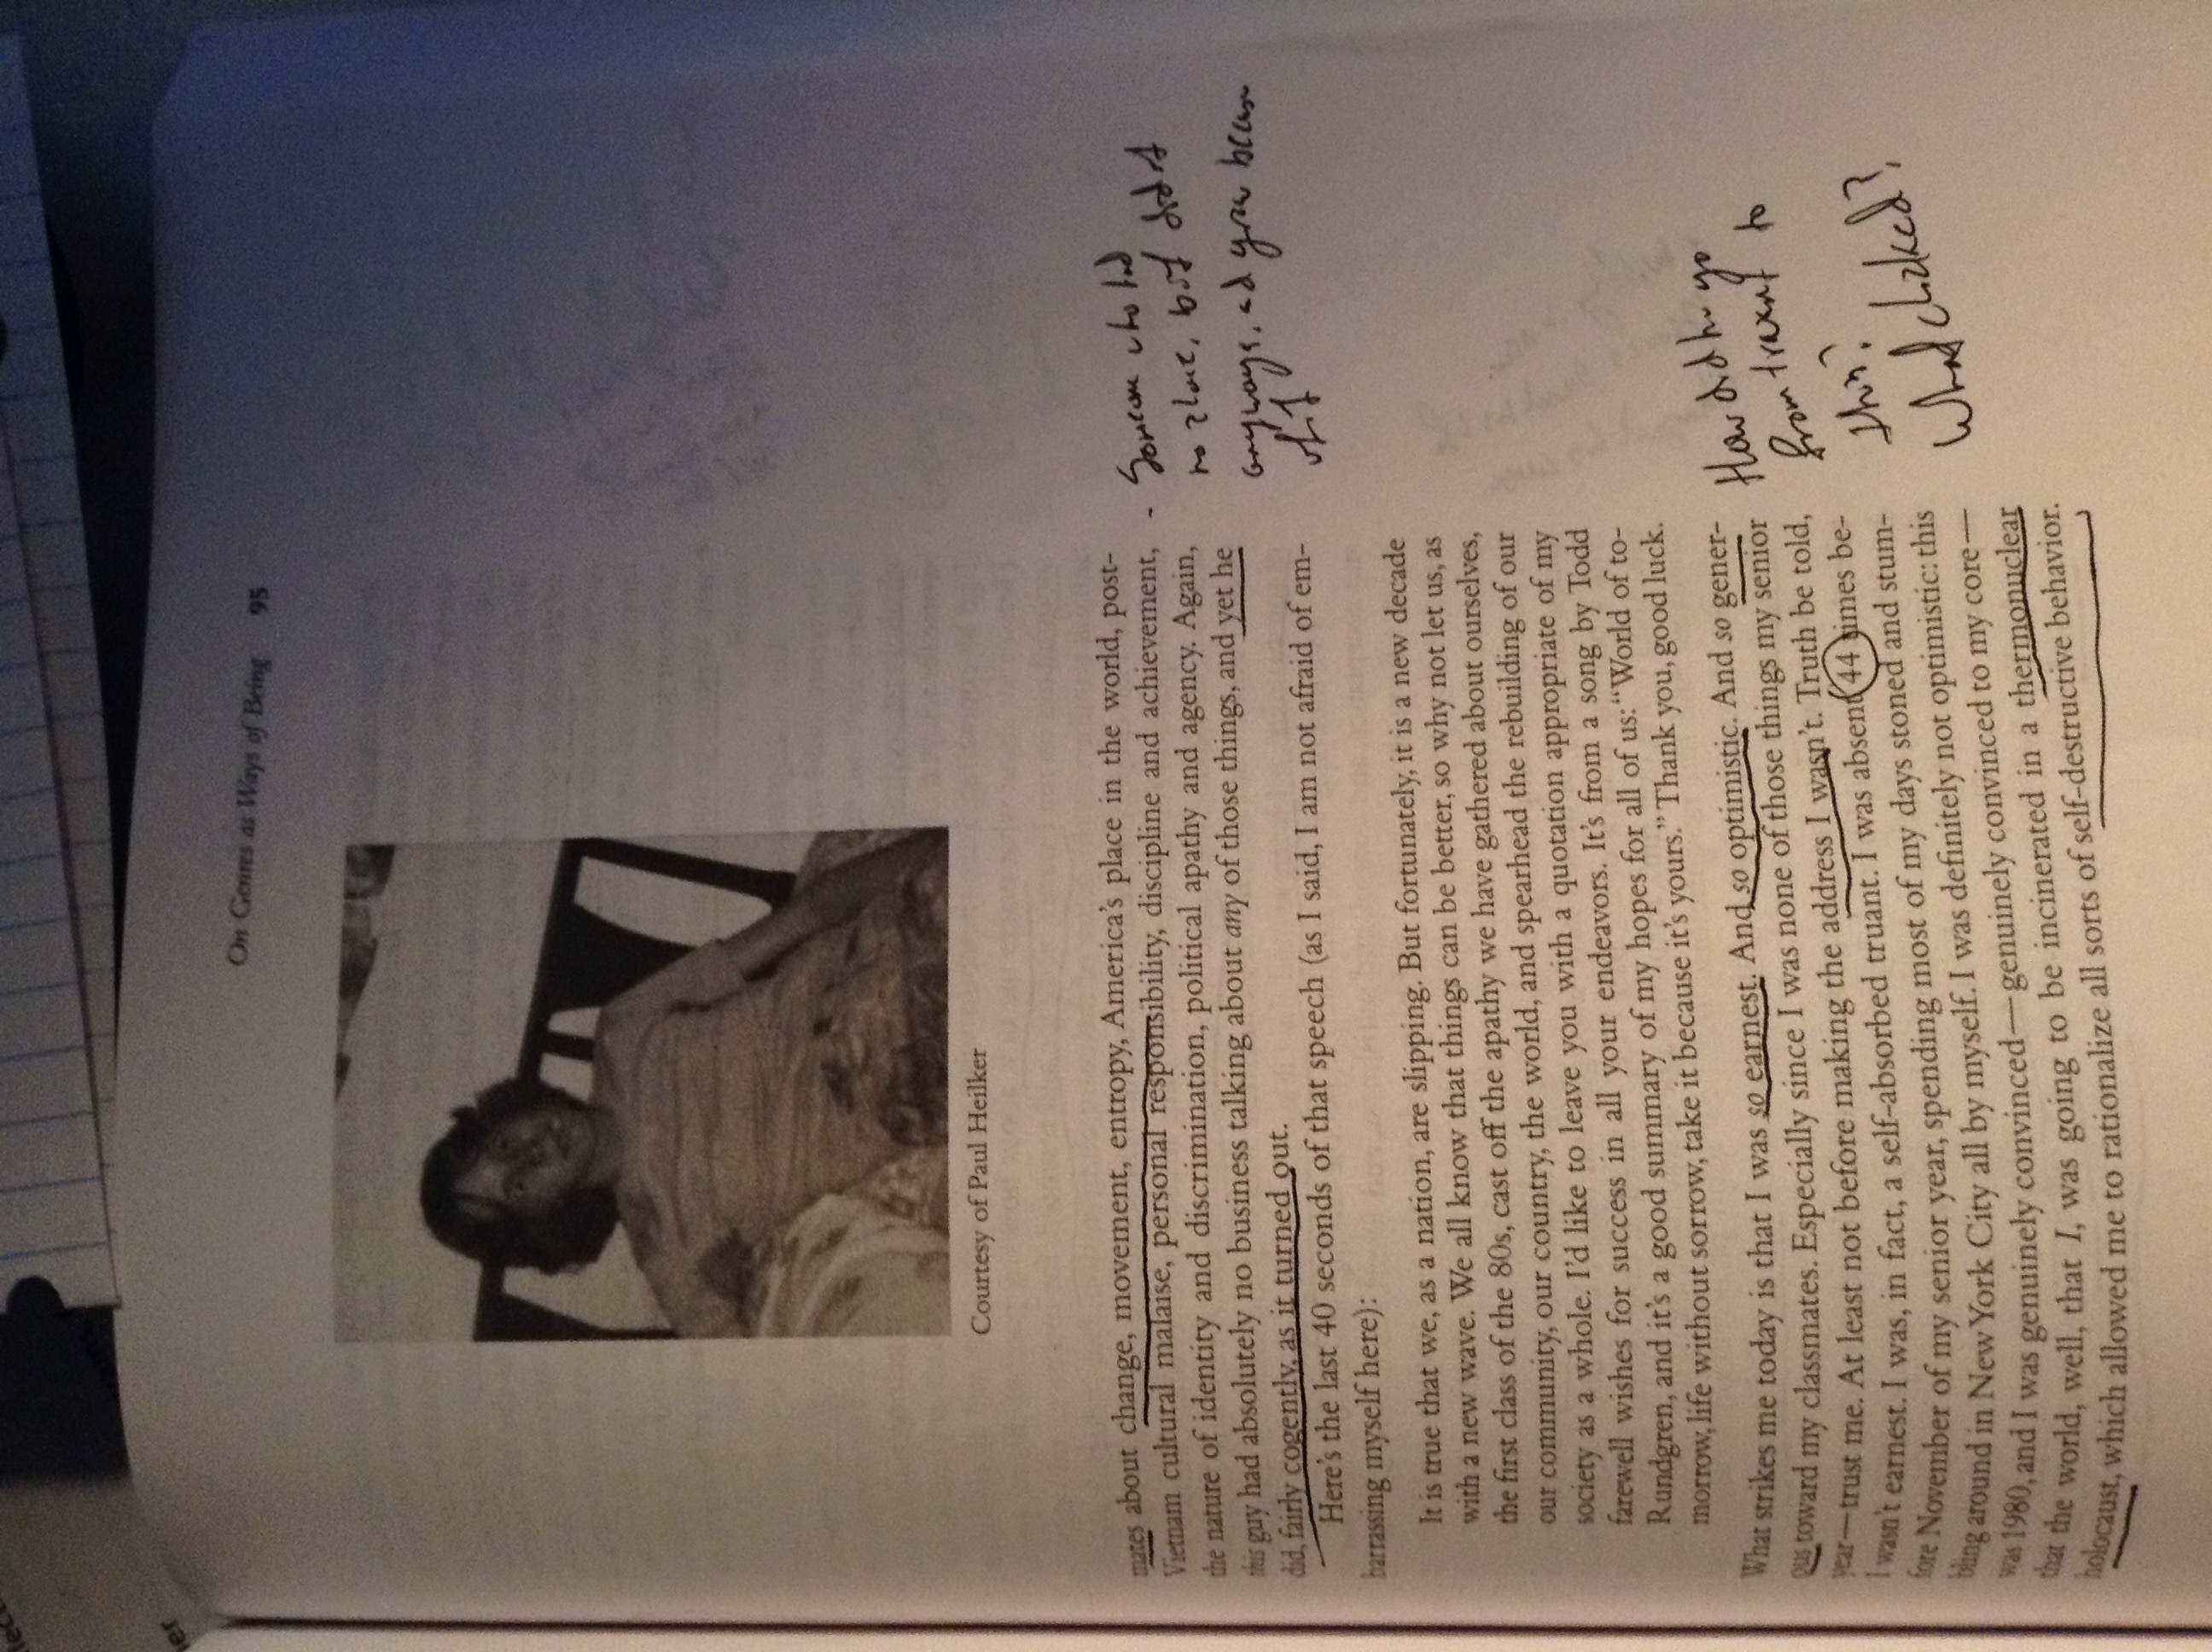 On Genres as Ways of Being 95
Courtesy of Paul Heilker
mates about change, movement, entropy, America's place in the world, post-
Vietnam cultural malaise, personal responsibility, discipline and achievement,
the nature of identity and discrimination, political apathy and agency. Again,
this guy had absolutely no business talking about any of those things, and yet he
did, fairly cogently, as it turned out.
Here's the last 40 seconds of that speech (as I said, I am not afraid of em-
barrassing myself here):
It is true that we, as a nation, are slipping. But fortunately, it is a new decade
with a new wave. We all know that things can be better, so why not let us, as
the first class of the 80s, cast off the apathy we have gathered about ourselves,
our community, our country, the world, and spearhead the rebuilding of our
society as a whole. I'd like to leave you with a quotation appropriate of my
farewell wishes for success in all your endeavors. It's from a song by Todd
Rundgren, and it's a good summary of my hopes for all of us: "World of to-
morrow, life without sorrow, take it because it's yours." Thank you, good luck.
What strikes me today is that I was so earnest. And so optimistic. And so gener-
ous toward my classmates. Especially since I was none of those things my senior
year—trust me. At least not before making the address I wasn't. Truth be told,
I wasn't earnest. I was, in fact, a self-absorbed truant. I was absent 44 times be-
fore November of my senior year, spending most of my days stoned and stum-
bling around in New York City all by myself. I was definitely not optimistic: this
was 1980, and I was genuinely convinced—genuinely convinced to my core—
that the world, well, that I, was going to be incinerated in a thermonuclear
holocaust, which allowed me to rationalize all sorts of self-destructive behavior.
- Someone who had
no place, but did it
anyways, and grew because
of it
How did he go
from truant to
this?
What clicked?
er